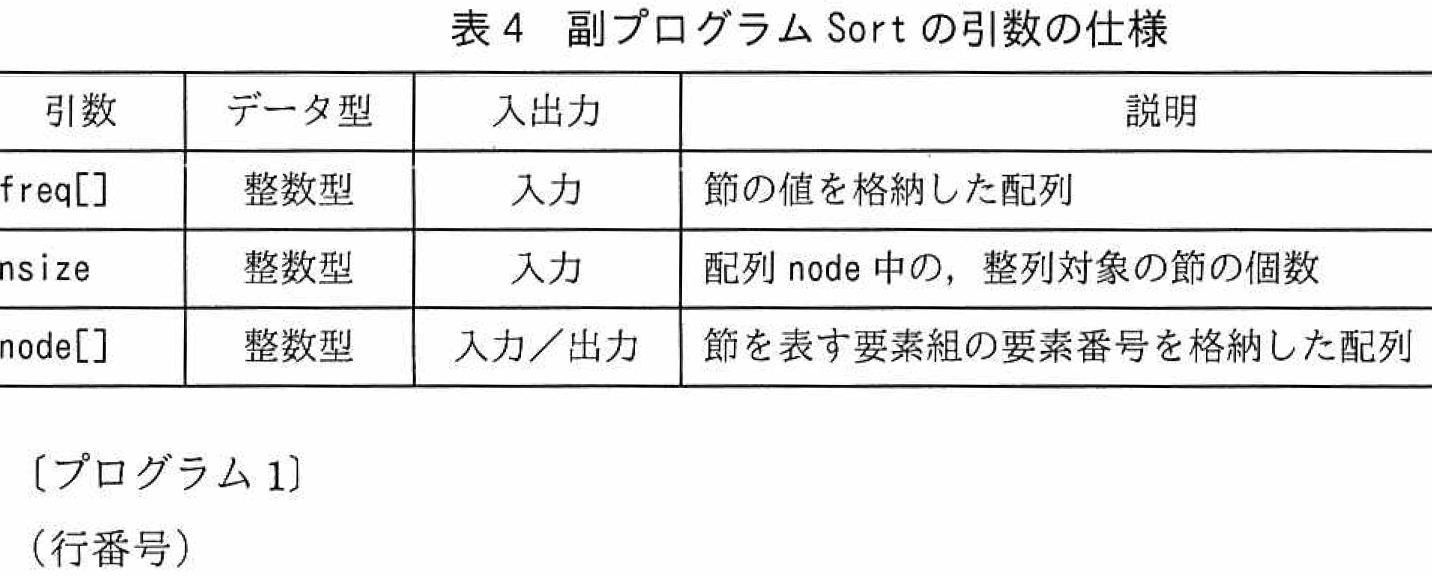 表4 副プログラム Sort の引数の仕様
引数 データ型 入出力 説明
freq[] 整数型 入力 節の値を格納した配列
nsize 整数型 入力 配列 node 中の，整列対象の節の個数
node[] 整数型 入力／出力 節を表す要素組の要素番号を格納した配列
〔プログラム 1〕
（行番号）